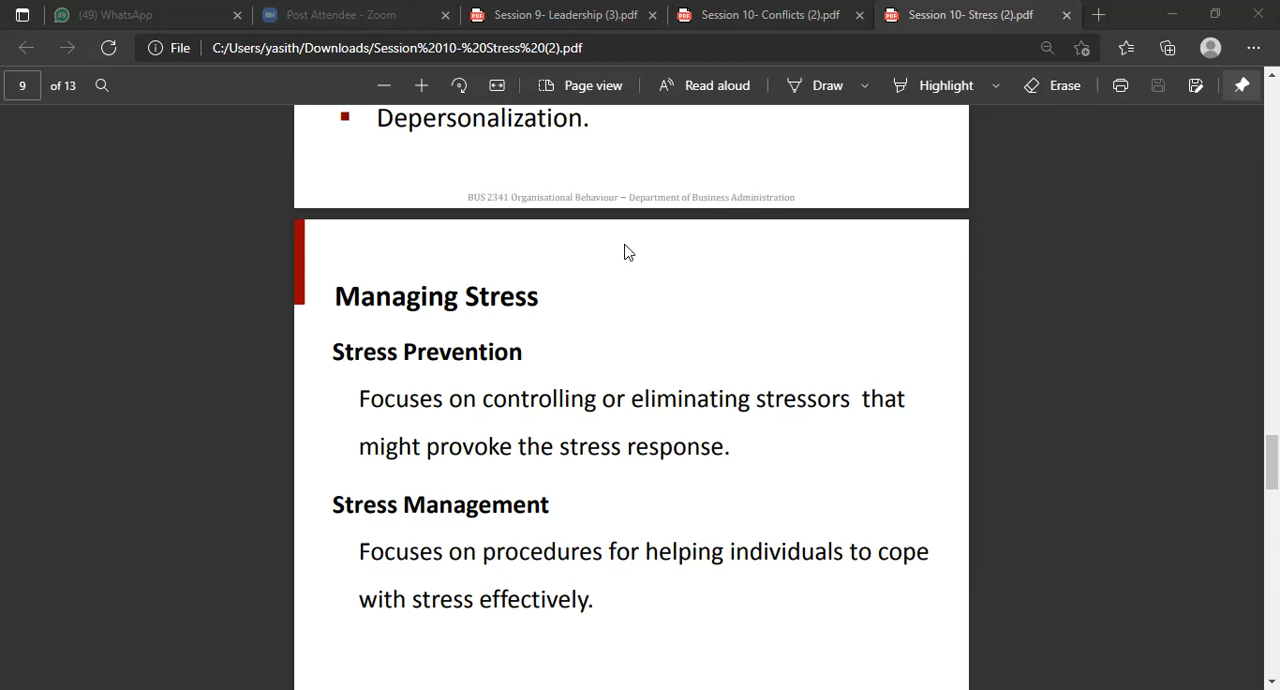 (49) WhatsApp
Post Attendee - Zoom
Session 9- Leadership (3).pdf
Session 10- Conflicts (2).pdf
Session 10- Stress (2).pdf
File
C:/Users/yasith/Downloads/Session%2010-%20Stress%20(2).pdf
9 of 13
Page view
Read aloud
Draw
Highlight
Erase
Depersonalization.
BUS 2341 Organisational Behaviour – Department of Business Administration
Managing Stress
Stress Prevention
Focuses on controlling or eliminating stressors that
might provoke the stress response.
Stress Management
Focuses on procedures for helping individuals to cope
with stress effectively.